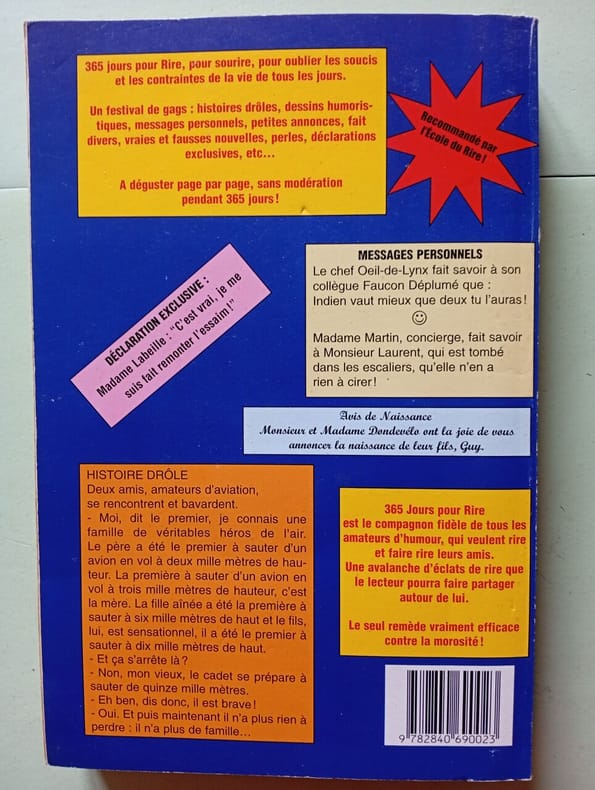 365 jours pour Rire, pour sourire, pour oublier les soucis
et les contraintes de la vie de tous les jours.
Un festival de gags : histoires drôles, dessins humoris-
tiques, messages personnels, petites annonces, fait
divers, vraies et fausses nouvelles, perles, déclarations
exclusives, etc...
A déguster page par page, sans modération
pendant 365 jours !
Recommandé par
l'École du Rire !
DÉCLARATION EXCLUSIVE :
Madame Labeille : "C'est vrai, je me
suis fait remonter l'essaim !"
MESSAGES PERSONNELS
Le chef Oeil-de-Lynx fait savoir à son
collègue Faucon Déplumé que :
Indien vaut mieux que deux tu l'auras !
Madame Martin, concierge, fait savoir
à Monsieur Laurent, qui est tombé
dans les escaliers, qu'elle n'en a
rien à cirer !
Avis de Naissance
Monsieur et Madame Dondevélo ont la joie de vous
annoncer la naissance de leur fils, Guy.
HISTOIRE DRÔLE
Deux amis, amateurs d'aviation,
se rencontrent et bavardent.
- Moi, dit le premier, je connais une
famille de véritables héros de l'air.
Le père a été le premier à sauter d'un
avion en vol à deux mille mètres de hau-
teur. La première à sauter d'un avion en
vol à trois mille mètres de hauteur, c'est
la mère. La fille aînée a été la première à
sauter à six mille mètres de haut et le fils,
lui, est sensationnel, il a été le premier à
sauter à dix mille mètres de haut.
- Et ça s'arrête là ?
- Non, mon vieux, le cadet se prépare à
sauter de quinze mille mètres.
- Eh ben, dis donc, il est brave !
- Oui. Et puis maintenant il n'a plus rien à
perdre : il n'a plus de famille...
365 Jours pour Rire
est le compagnon fidèle de tous les
amateurs d'humour, qui veulent rire
et faire rire leurs amis.
Une avalanche d'éclats de rire que
le lecteur pourra faire partager
autour de lui.
Le seul remède vraiment efficace
contre la morosité !
9 782840 690023